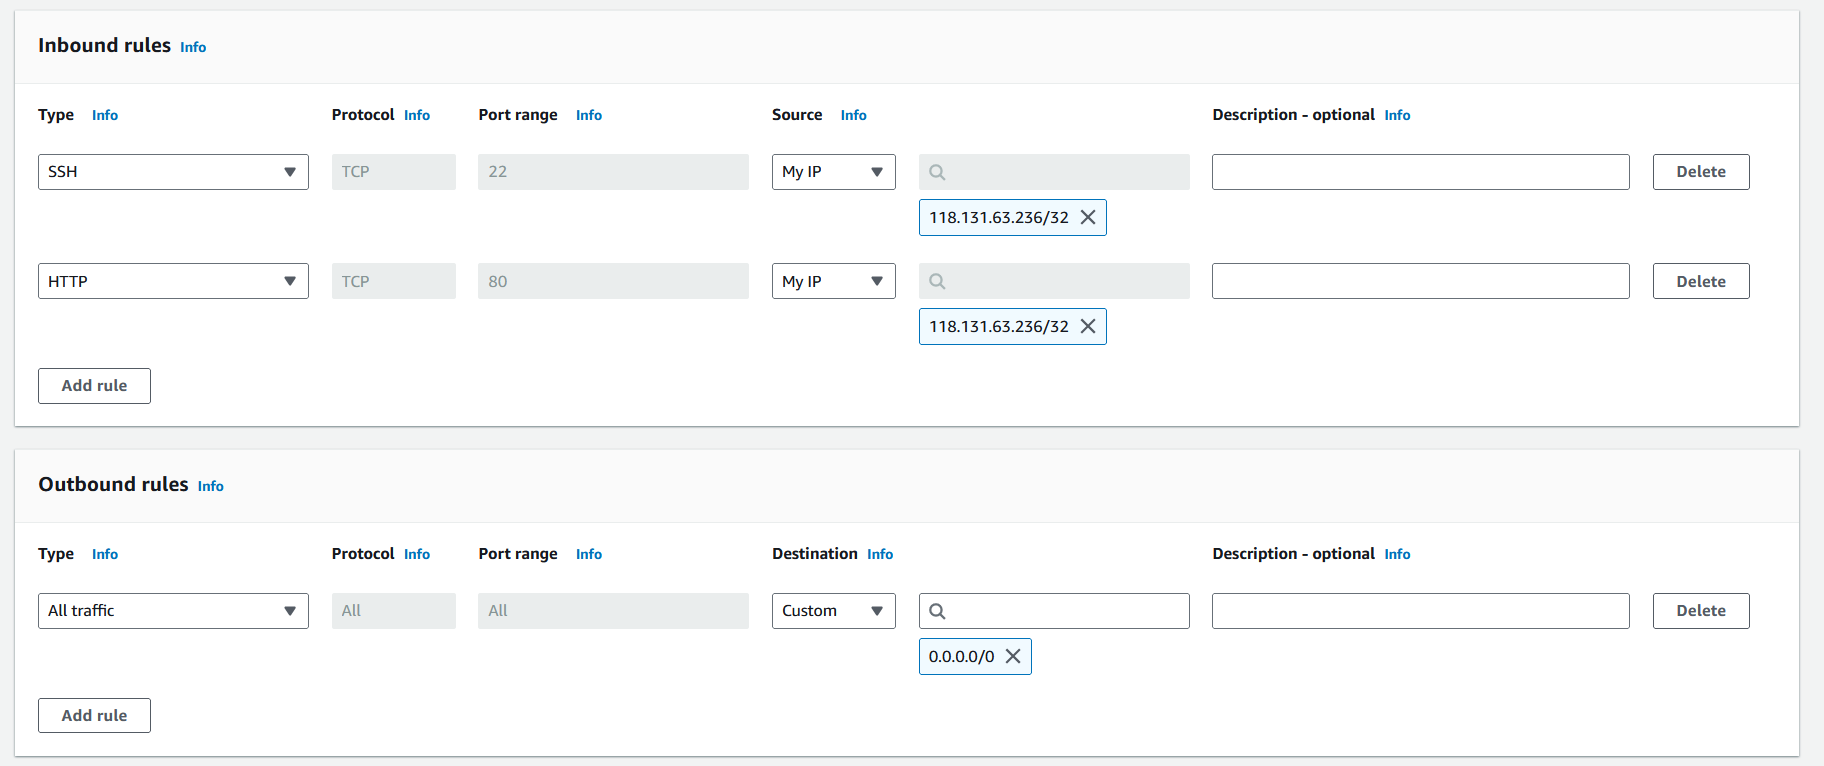 Inbound rules Info
Type Info Protocol Info Port range Info Source Info Description - optional Info
SSH TCP 22 My IP Delete
118.131.63.236/32
HTTP TCP 80 My IP Delete
118.131.63.236/32
Add rule
Outbound rules Info
Type Info Protocol Info Port range Info Destination Info Description - optional Info
All traffic All All Custom Delete
0.0.0.0/0
Add rule